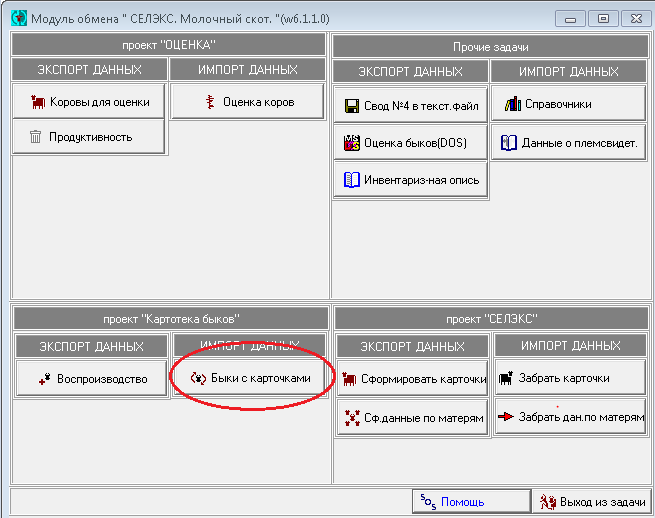 Модуль обмена " СЕЛЭКС. Молочный скот. "(w6.1.1.0)
проект "ОЦЕНКА"
ЭКСПОРТ ДАННЫХ
ИМПОРТ ДАННЫХ
Коровы для оценки
Оценка коров
Продуктивность
Прочие задачи
ЭКСПОРТ ДАННЫХ
ИМПОРТ ДАННЫХ
Свод №4 в текст.файл
Справочники
Оценка быков(DOS)
Данные о племсвидет.
Инвентариз-ная опись
проект "Картотека быков"
ЭКСПОРТ ДАННЫХ
ИМПОРТ ДАННЫХ
Воспроизводство
Быки с карточками
проект "СЕЛЭКС"
ЭКСПОРТ ДАННЫХ
ИМПОРТ ДАННЫХ
Сформировать карточки
Забрать карточки
Сф.данные по матерям
Забрать дан.по матерям
SOS Помощь
Выход из задачи